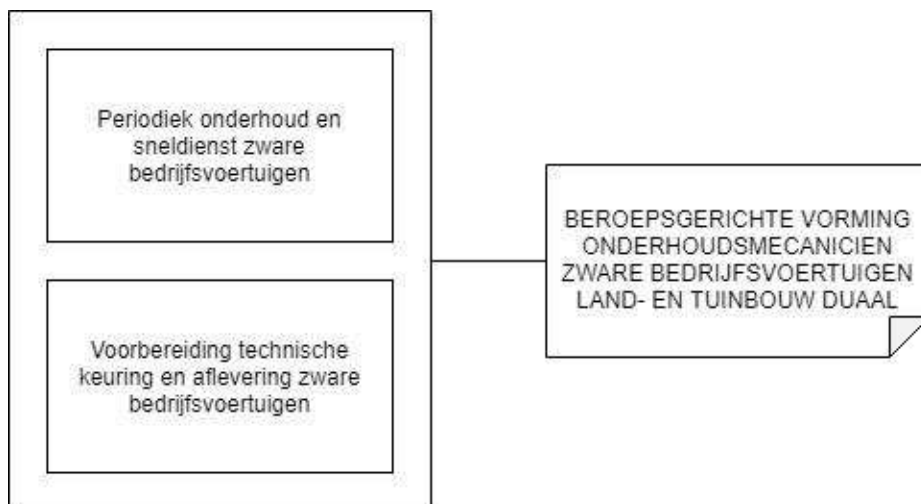 Periodiek onderhoud en
sneldienst zware
bedrijfsvoertuigen
Voorbereiding technische
keuring en aflevering zware
bedrijfsvoertuigen
BEROEPSGERICHTE VORMING
ONDERHOUDSMECANICIEN
ZWARE BEDRIJFSVOERTUIGEN
LAND- EN TUINBOUW DUAAL